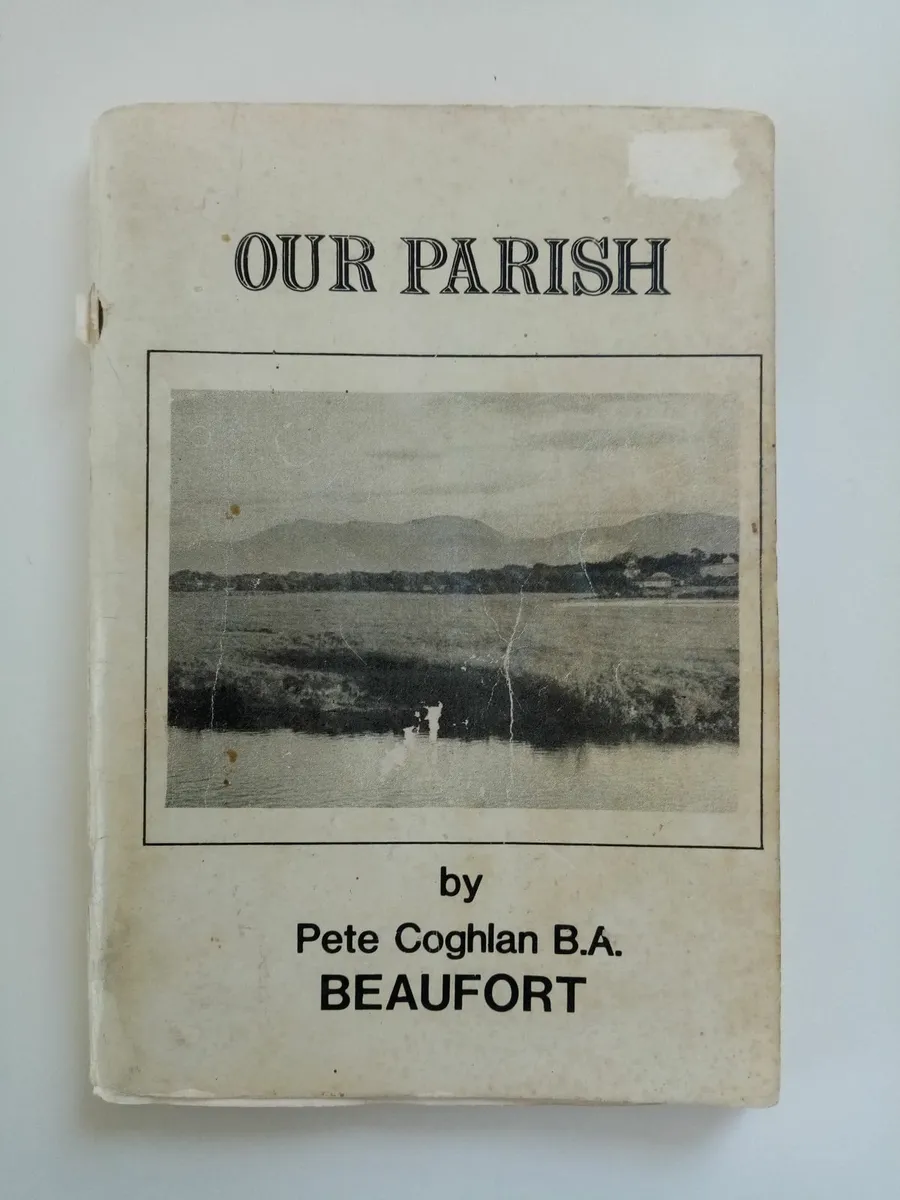 OUR PARISH
by
Pete Coghlan B.A.
BEAUFORT